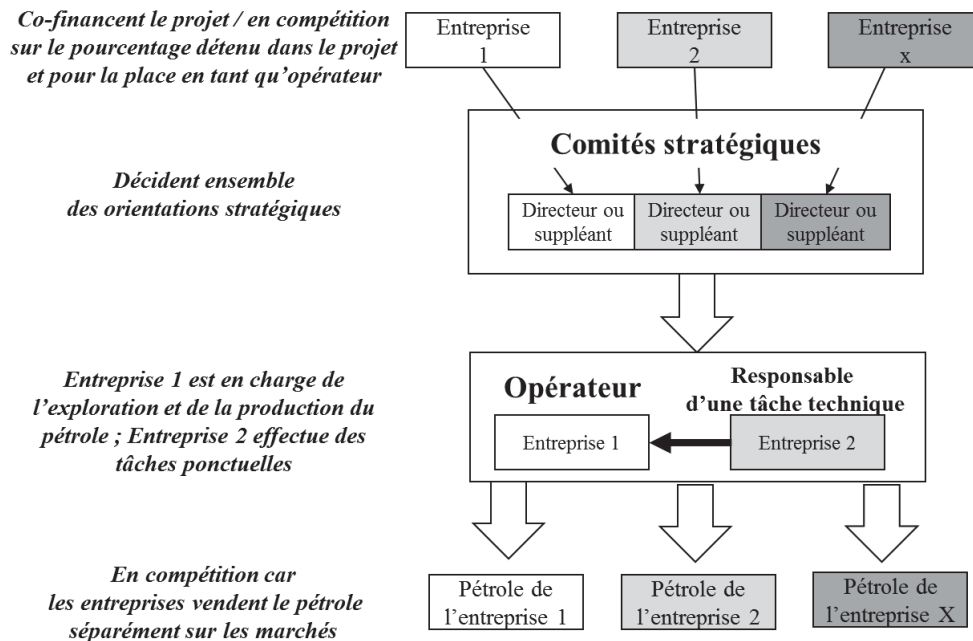 Co-financent le projet / en compétition
sur le pourcentage détenu dans le projet
et pour la place en tant qu'opérateur
Entreprise
1
Entreprise
2
Entreprise
x
Comités stratégiques
Décident ensemble
des orientations stratégiques
Directeur ou
suppléant
Directeur ou
suppléant
Directeur ou
suppléant
Entreprise 1 est en charge de
l'exploration et de la production du
pétrole ; Entreprise 2 effectue des
tâches ponctuelles
Opérateur
Responsable
d'une tâche technique
Entreprise 1
Entreprise 2
En compétition car
les entreprises vendent le pétrole
séparément sur les marchés
Pétrole de
l'entreprise 1
Pétrole de
l'entreprise 2
Pétrole de
l'entreprise X